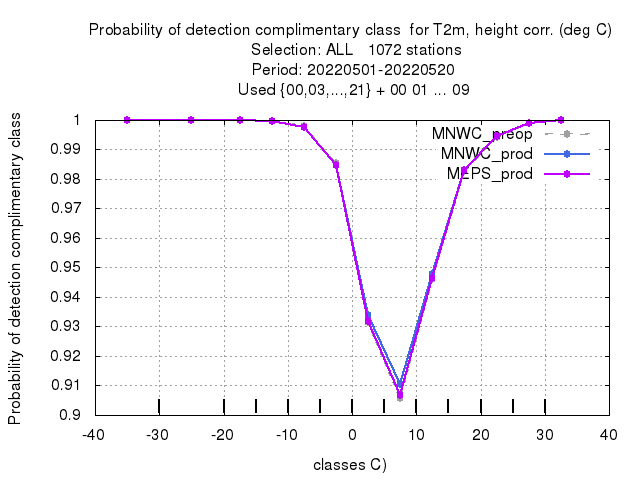 Probability of detection complimentary class  for T2m, height corr. (deg C)
Selection: ALL   1072 stations
Period: 20220501-20220520
Used {00,03,...,21} + 00 01 ... 09
Probability of detection complimentary class
1
0.99
0.98
0.97
0.96
0.95
0.94
0.93
0.92
0.91
0.9
MNWC_preop
MNWC_prod
MEPS_prod
-40 -30 -20 -10 0 10 20 30 40
classes C)